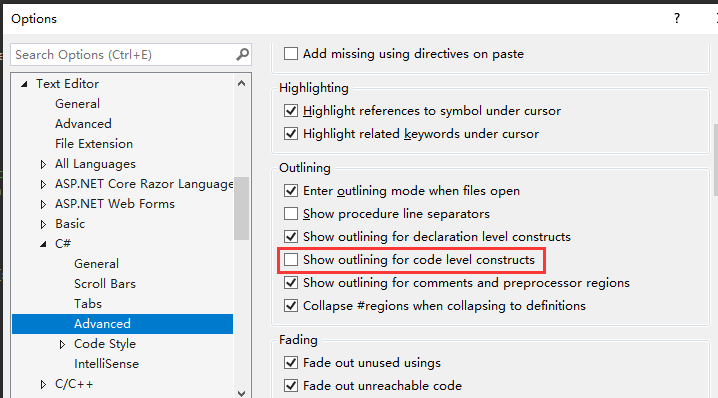 Options
?
Search Options (Ctrl+E)
Text Editor
General
Advanced
File Extension
All Languages
ASP.NET Core Razor Language
ASP.NET Web Forms
Basic
C#
General
Scroll Bars
Tabs
Advanced
Code Style
IntelliSense
C/C++
Add missing using directives on paste
Highlighting
Highlight references to symbol under cursor
Highlight related keywords under cursor
Outlining
Enter outlining mode when files open
Show procedure line separators
Show outlining for declaration level constructs
Show outlining for code level constructs
Show outlining for comments and preprocessor regions
Collapse #regions when collapsing to definitions
Fading
Fade out unused usings
Fade out unreachable code